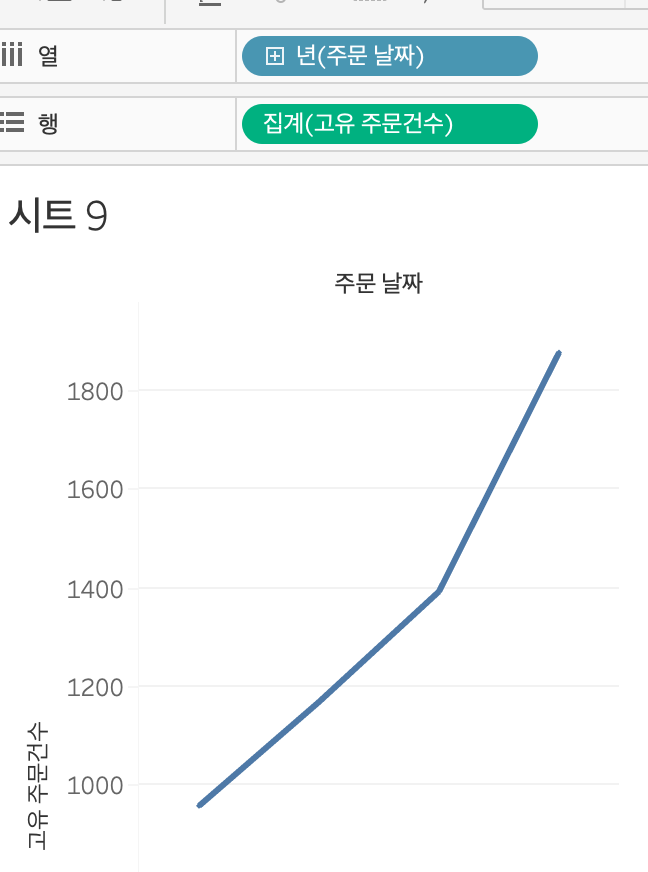 열
년(주문 날짜)
행
집계(고유 주문건수)
시트 9
주문 날짜
1800
1600
1400
1200
1000
고유 주문건수